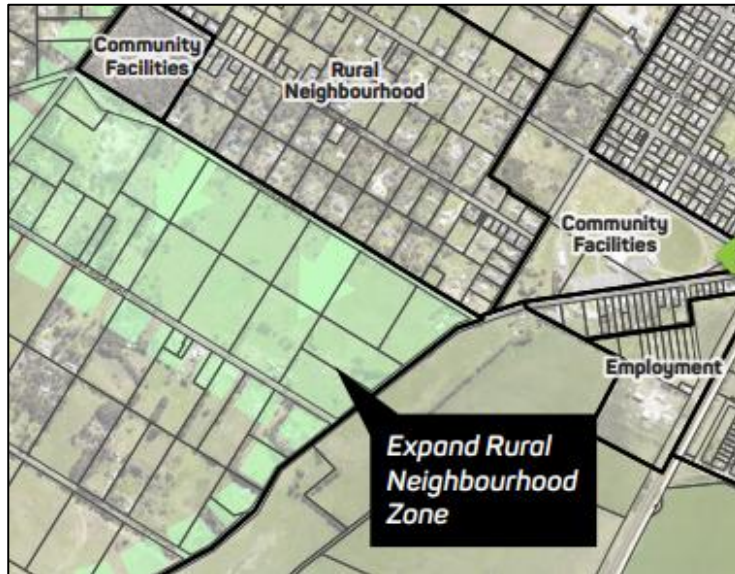 Community
Facilities
Rural
Neighbourhood
Community
Facilities
Employment
Expand Rural
Neighbourhood
Zone